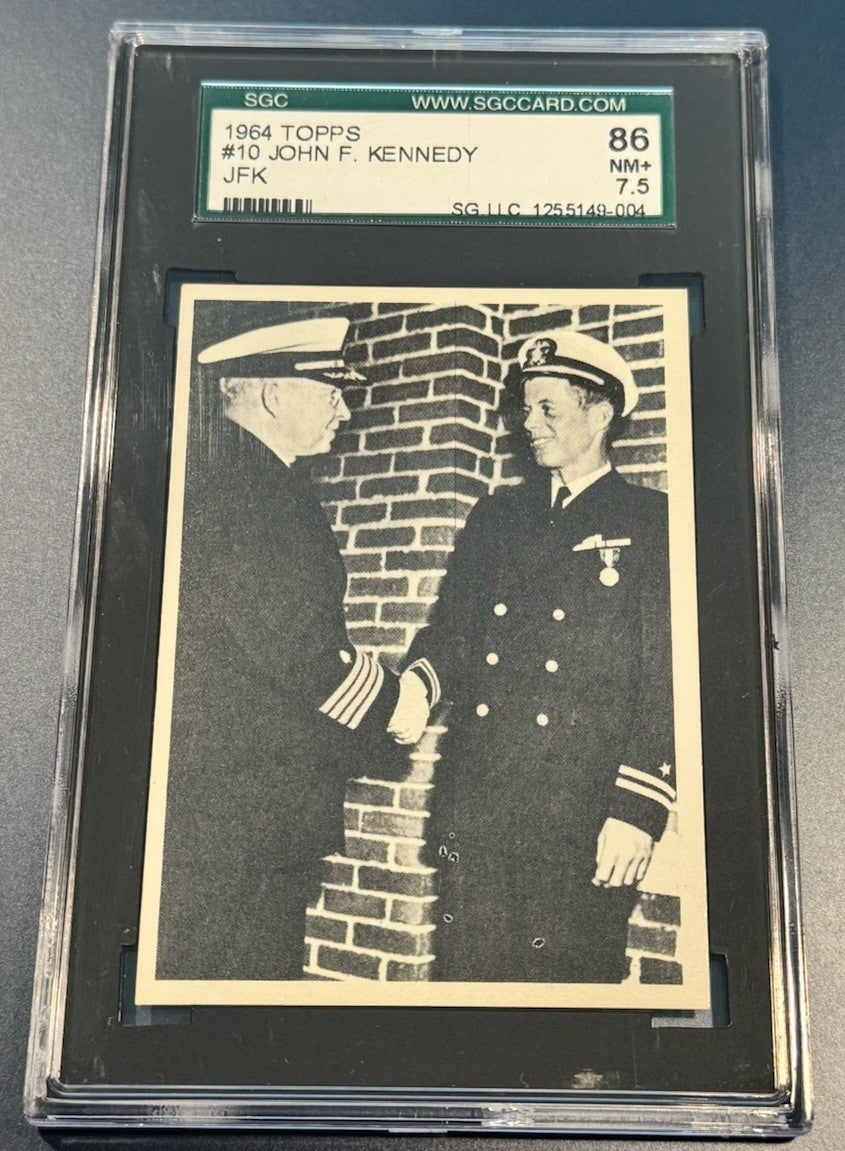 SGC WWW.SGCCARD.COM
1964 TOPPS 86
#10 JOHN F. KENNEDY NM+
JFK 7.5
SG LLC 1255149-004